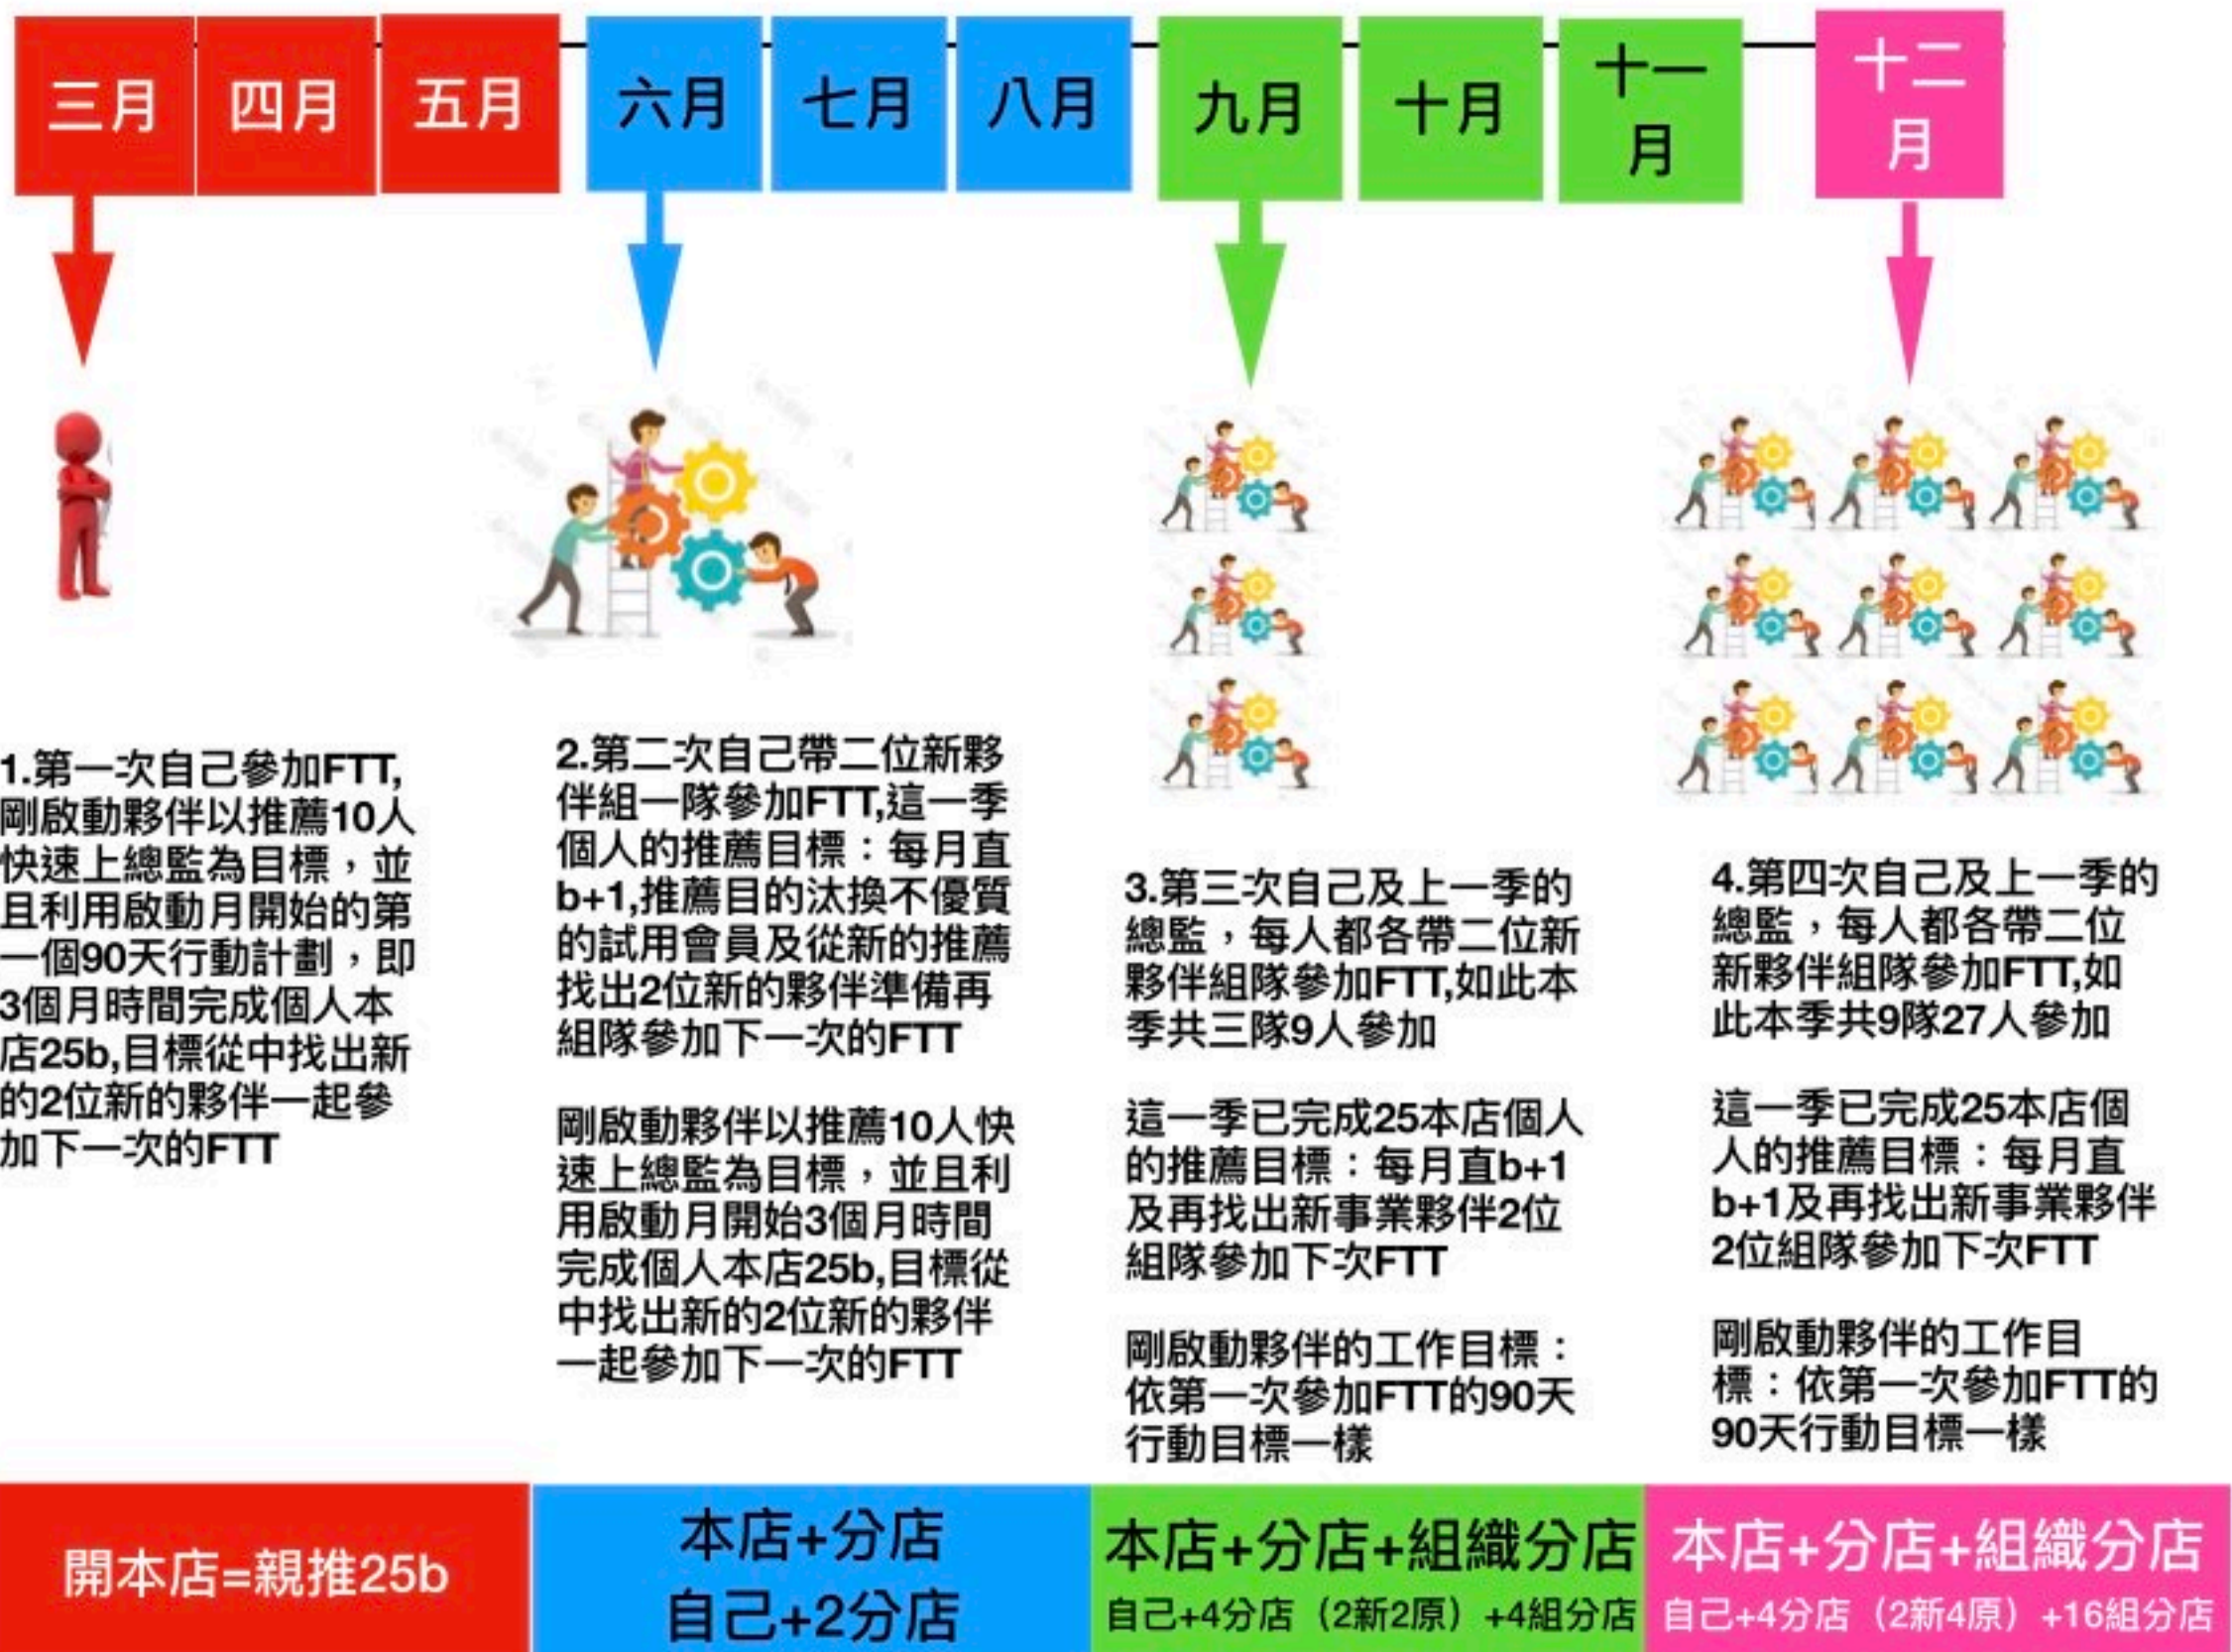 三月
四月
五月
六月
七月
八月
九月
十月
十一
月
十二
月
1.第一次自己參加FTT,
剛啟動夥伴以推薦10人
快速上總監為目標，並
且利用啟動月開始的第
一個90天行動計劃，即
3個月時間完成個人本
店25b,目標從中找出新
的2位新的夥伴一起參
加下一次的FTT
2.第二次自己帶二位新夥
伴組一隊參加FTT,這一季
個人的推薦目標：每月直
b+1,推薦目的汰換不優質
的試用會員及從新的推薦
找出2位新的夥伴準備再
組隊參加下一次的FTT
剛啟動夥伴以推薦10人快
速上總監為目標，並且利
用啟動月開始3個月時間
完成個人本店25b,目標從
中找出新的2位新的夥伴
一起參加下一次的FTT
3.第三次自己及上一季的
總監，每人都各帶二位新
夥伴組隊參加FTT,如此本
季共三隊9人參加
這一季已完成25本店個人
的推薦目標：每月直b+1
及再找出新事業夥伴2位
組隊參加下次FTT
剛啟動夥伴的工作目標：
依第一次參加FTT的90天
行動目標一樣
4.第四次自己及上一季的
總監，每人都各帶二位
新夥伴組隊參加FTT,如
此本季共9隊27人參加
這一季已完成25本店個
人的推薦目標：每月直
b+1及再找出新事業夥伴
2位組隊參加下次FTT
剛啟動夥伴的工作目
標：依第一次參加FTT的
90天行動目標一樣
開本店=親推25b
本店+分店
自己+2分店
本店+分店+組織分店
自己+4分店（2新2原）+4組分店
本店+分店+組織分店
自己+4分店（2新4原）+16組分店